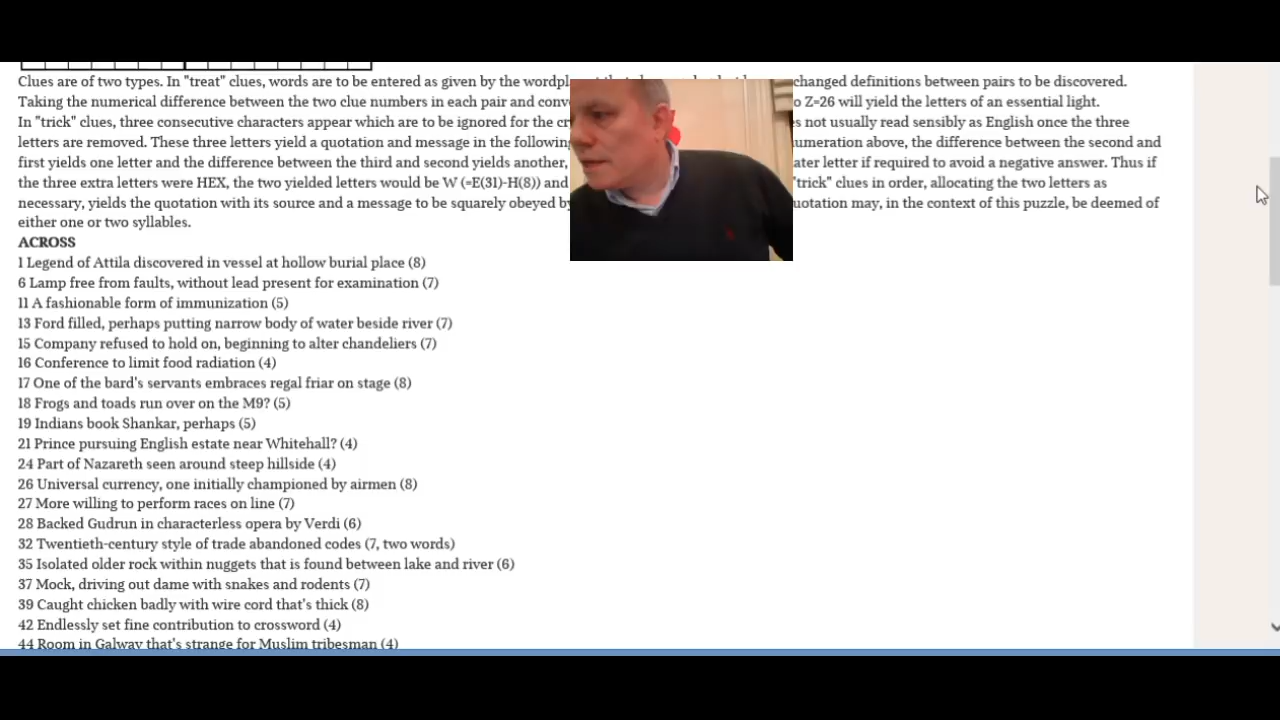 Clues are of two types. In "treat" clues, words are to be entered as given by the wordpl changed definitions between pairs to be discovered.
Taking the numerical difference between the two clue numbers in each pair and conv o Z=26 will yield the letters of an essential light.
In "trick" clues, three consecutive characters appear which are to be ignored for the cr s not usually read sensibly as English once the three
letters are removed. These three letters yield a quotation and message in the following umeration above, the difference between the second and
first yields one letter and the difference between the third and second yields another, ater letter if required to avoid a negative answer. Thus if
the three extra letters were HEX, the two yielded letters would be W (=E(31)-H(8)) and "trick" clues in order, allocating the two letters as
necessary, yields the quotation with its source and a message to be squarely obeyed by uotation may, in the context of this puzzle, be deemed of
either one or two syllables.
ACROSS
1 Legend of Attila discovered in vessel at hollow burial place (8)
6 Lamp free from faults, without lead present for examination (7)
11 A fashionable form of immunization (5)
13 Ford filled, perhaps putting narrow body of water beside river (7)
15 Company refused to hold on, beginning to alter chandeliers (7)
16 Conference to limit food radiation (4)
17 One of the bard's servants embraces regal friar on stage (8)
18 Frogs and toads run over on the M9? (5)
19 Indians book Shankar, perhaps (5)
21 Prince pursuing English estate near Whitehall? (4)
24 Part of Nazareth seen around steep hillside (4)
26 Universal currency, one initially championed by airmen (8)
27 More willing to perform races on line (7)
28 Backed Gudrun in characterless opera by Verdi (6)
32 Twentieth-century style of trade abandoned codes (7, two words)
35 Isolated older rock within nuggets that is found between lake and river (6)
37 Mock, driving out dame with snakes and rodents (7)
39 Caught chicken badly with wire cord that's thick (8)
42 Endlessly set fine contribution to crossword (4)
44 Room in Galway that's strange for Muslim tribesman (4)